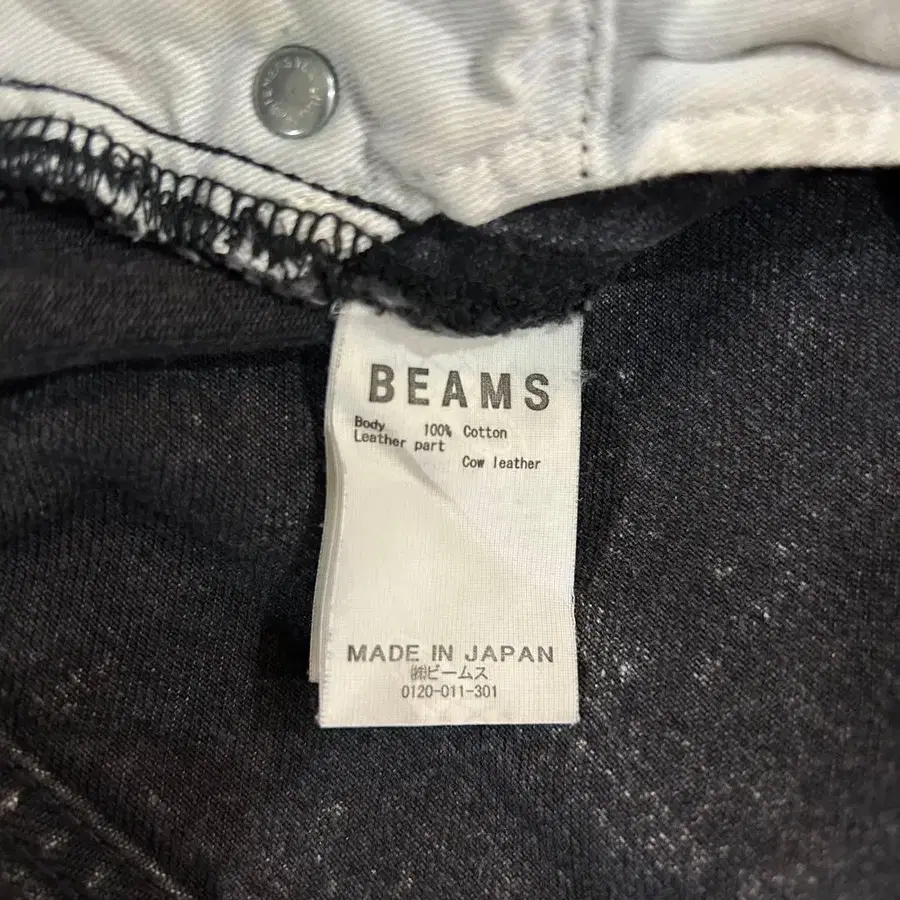 BEAMS
Body 100% Cotton
Leather part
Cow leather
MADE IN JAPAN
㈱ビームス
0120-011-301